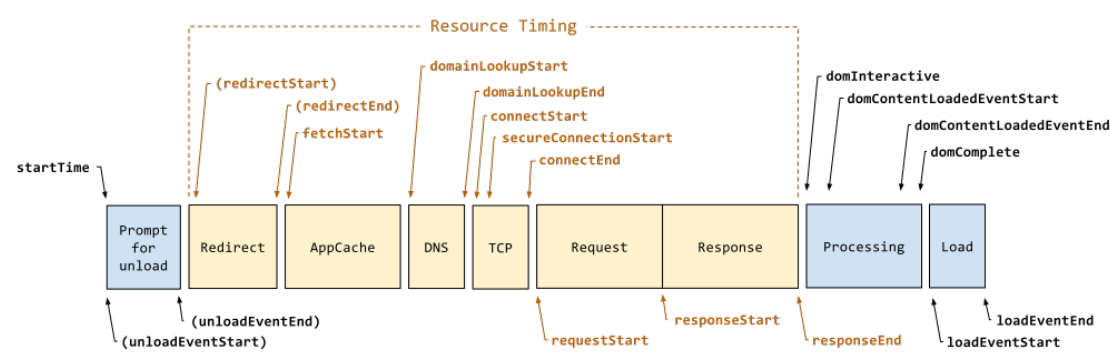 Resource Timing
domainLookupStart
(redirectStart)
domainLookupEnd
(redirectEnd)
connectStart
fetchStart
secureConnectionStart
connectEnd
domInteractive
domContentLoadedEventStart
domContentLoadedEventEnd
domComplete
startTime
Prompt
for
unload
Redirect
AppCache
DNS
TCP
Request
Response
Processing
Load
(unloadEventEnd)
(unloadEventStart)
requestStart
responseStart
responseEnd
loadEventEnd
loadEventStart